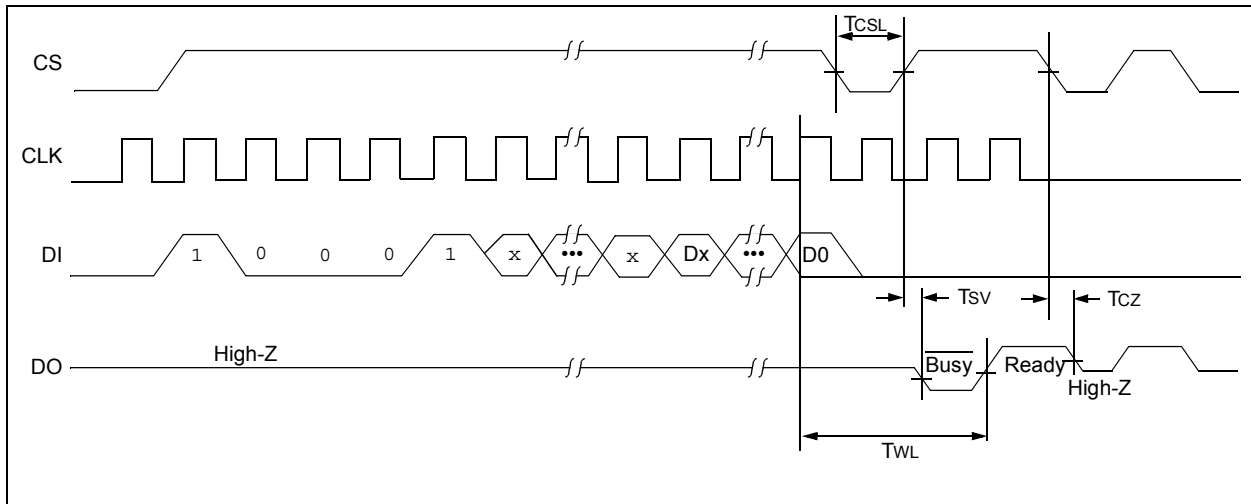 TCSL
CS
CLK
DI 1 0 0 0 1 x ••• x Dx ••• D0
TSV TCZ
DO High-Z Busy Ready High-Z
TWL